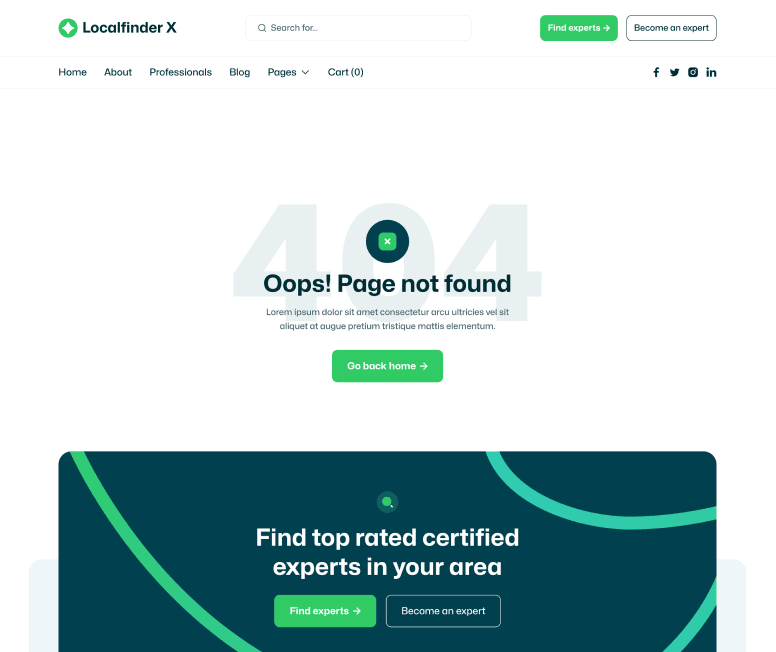 Localfinder X
Search for...
Find experts →
Become an expert
Home
About
Professionals
Blog
Pages
Cart (0)
404
Oops! Page not found
Lorem ipsum dolor sit amet consectetur arcu ultricies vel sit
aliquet at augue pretium tristique mattis elementum.
Go back home →
Find top rated certified
experts in your area
Find experts →
Become an expert